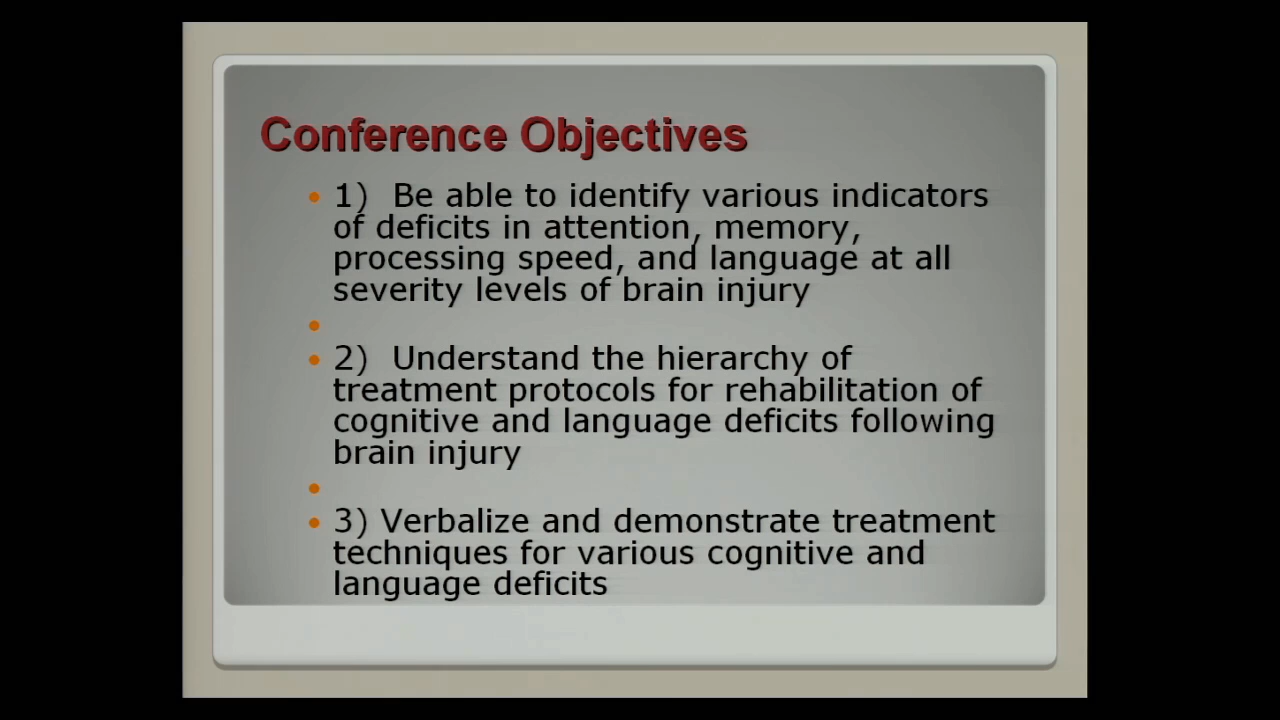 Conference Objectives
• 1)  Be able to identify various indicators
of deficits in attention, memory,
processing speed, and language at all
severity levels of brain injury
•
• 2)  Understand the hierarchy of
treatment protocols for rehabilitation of
cognitive and language deficits following
brain injury
•
• 3) Verbalize and demonstrate treatment
techniques for various cognitive and
language deficits